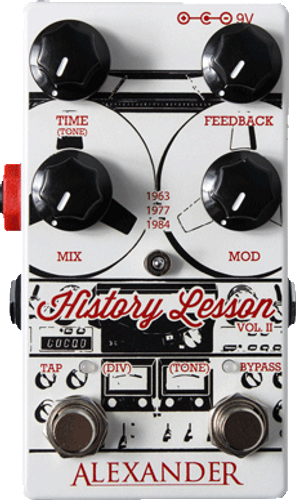 9V
TIME
(TONE)
FEEDBACK
1963
1977
1984
MIX
MOD
History Lesson
VOL. II
TAP
(DIV)
(TONE)
BYPASS
ALEXANDER